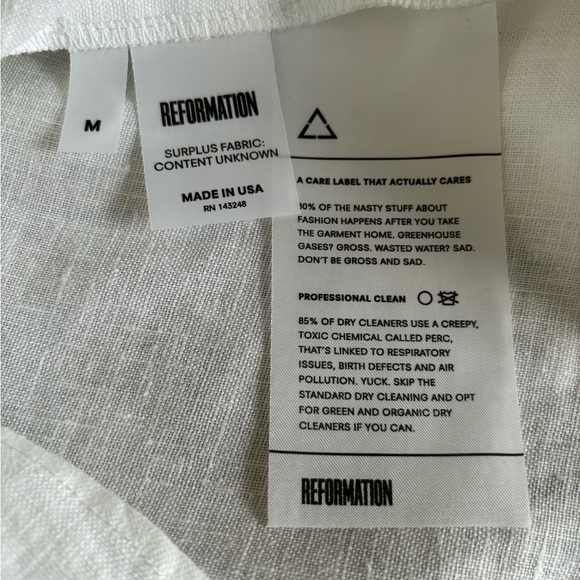 M
REFORMATION
SURPLUS FABRIC:
CONTENT UNKNOWN
MADE IN USA
RN 143248
A CARE LABEL THAT ACTUALLY CARES
80% OF THE NASTY STUFF ABOUT
FASHION HAPPENS AFTER YOU TAKE
THE GARMENT HOME. GREENHOUSE
GASES? GROSS. WASTED WATER? SAD.
DON'T BE GROSS AND SAD.
PROFESSIONAL CLEAN
85% OF DRY CLEANERS USE A CREEPY,
TOXIC CHEMICAL CALLED PERC,
THAT'S LINKED TO RESPIRATORY
ISSUES, BIRTH DEFECTS AND AIR
POLLUTION. YUCK. SKIP THE
STANDARD DRY CLEANING AND OPT
FOR GREEN AND ORGANIC DRY
CLEANERS IF YOU CAN.
REFORMATION